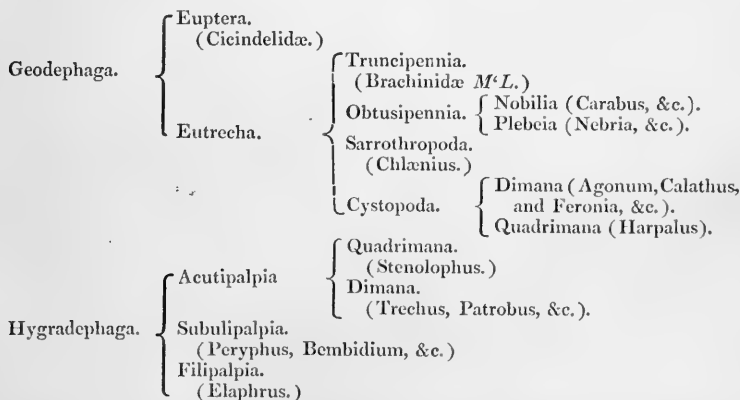 Euptera.
(Cicindelidæ.)
Geodephaga.
Truncipennia.
(Brachinidæ M‘L.)
Obtusipennia.
Nobilia (Carabus, &c.).
Plebeia (Nebria, &c.).
Eutrecha.
Sarrothropoda.
(Chlænius.)
Cystopoda.
Dimana (Agonum, Calathus,
and Feronia, &c.).
Quadrimana (Harpalus).
Hygradephaga.
Acutipalpia
Quadrimana.
(Stenolophus.)
Dimana.
(Trechus, Patrobus, &c.).
Subulipalpia.
(Peryphus, Bembidium, &c.)
Filipalpia.
(Elaphrus.)